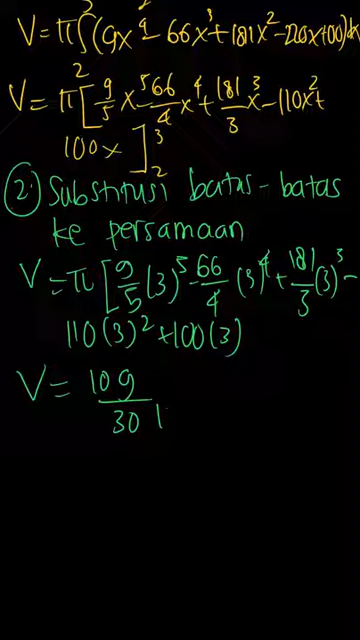 V = π∫(9x⁴ - 66x³ + 181x² - 220x + 100)dx
V = π[9/5 x⁵ - 66/4 x⁴ + 181/3 x³ - 110x² +
100x]₂³
② Substitusi batas-batas
ke persamaan
V = π[9/5 (3)⁵ - 66/4 (3)⁴ + 181/3 (3)³ -
110(3)² + 100(3)
V = 109/30